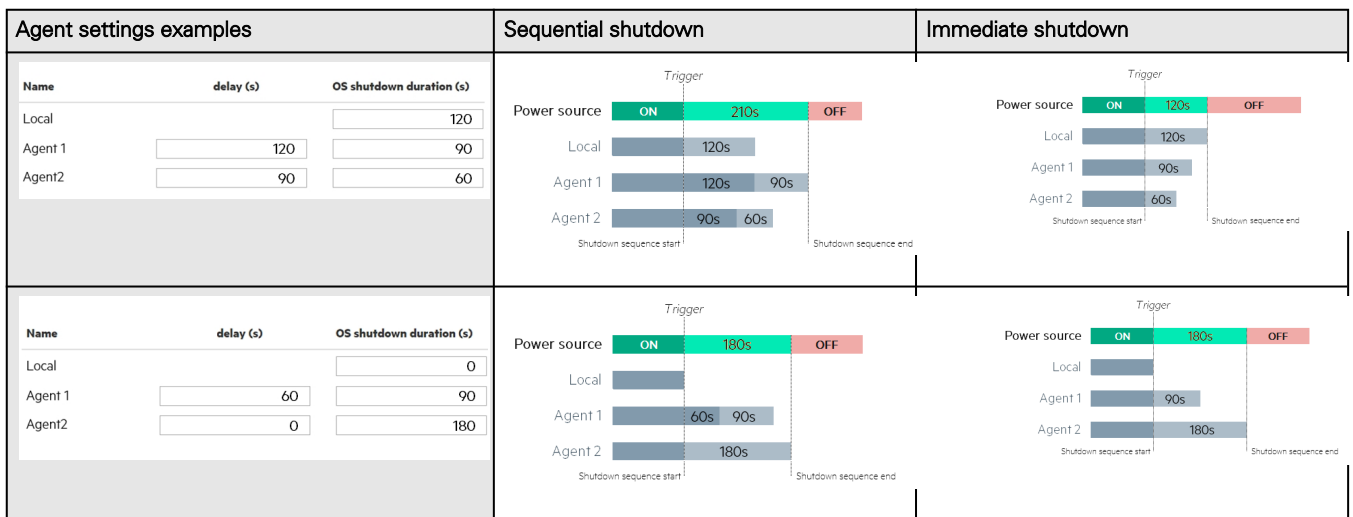 Agent settings examples
Sequential shutdown
Immediate shutdown
Name delay (s) OS shutdown duration (s)
Local 120
Agent 1 120 90
Agent2 90 60
Trigger
Power source ON 210s OFF
Local 120s
Agent 1 120s 90s
Agent 2 90s 60s
Shutdown sequence start Shutdown sequence end
Trigger
Power source ON 120s OFF
Local 120s
Agent 1 90s
Agent 2 60s
Shutdown sequence start Shutdown sequence end
Name delay (s) OS shutdown duration (s)
Local 0
Agent 1 60 90
Agent2 0 180
Trigger
Power source ON 180s OFF
Local
Agent 1 60s 90s
Agent 2 180s
Shutdown sequence start Shutdown sequence end
Trigger
Power source ON 180s OFF
Local
Agent 1 90s
Agent 2 180s
Shutdown sequence start Shutdown sequence end